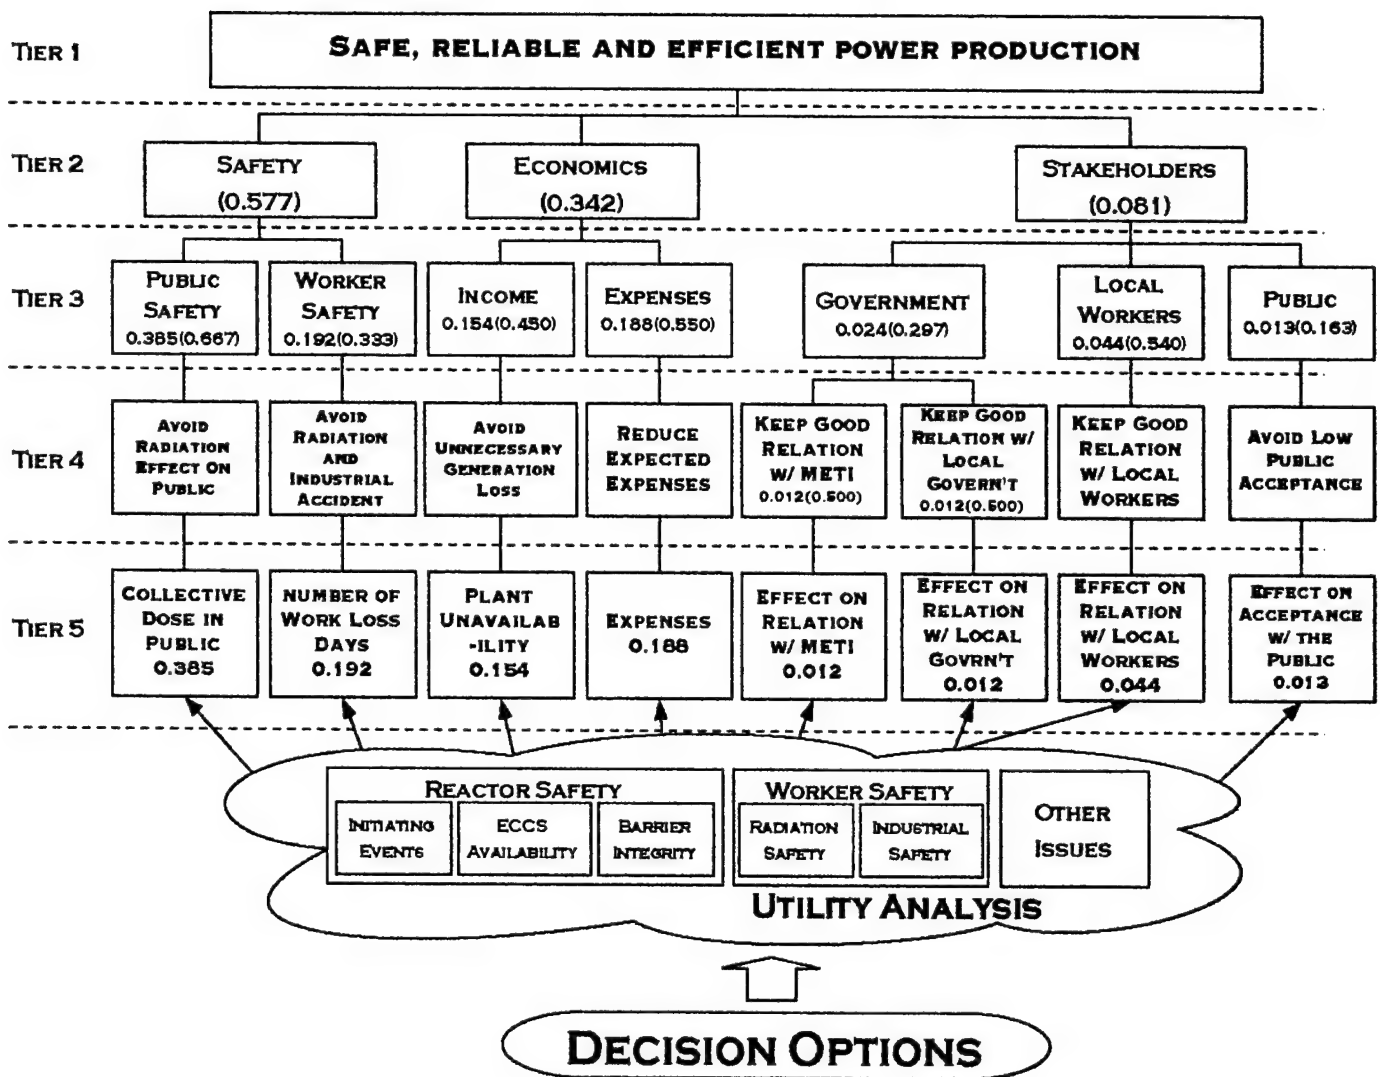 TIER 1
SAFE, RELIABLE AND EFFICIENT POWER PRODUCTION
TIER 2
SAFETY
(0.577)
ECONOMICS
(0.342)
STAKEHOLDERS
(0.081)
TIER 3
PUBLIC
SAFETY
0.385(0.667)
WORKER
SAFETY
0.192(0.333)
INCOME
0.154(0.450)
EXPENSES
0.188(0.550)
GOVERNMENT
0.024(0.297)
LOCAL
WORKERS
0.044(0.540)
PUBLIC
0.013(0.163)
TIER 4
AVOID
RADIATION
EFFECT ON
PUBLIC
AVOID
RADIATION
AND
INDUSTRIAL
ACCIDENT
AVOID
UNNECESSARY
GENERATION
LOSS
REDUCE
EXPECTED
EXPENSES
KEEP GOOD
RELATION
W/ METI
0.012(0.500)
KEEP GOOD
RELATION W/
LOCAL
GOVERN'T
0.012(0.500)
KEEP GOOD
RELATION
W/ LOCAL
WORKERS
AVOID LOW
PUBLIC
ACCEPTANCE
TIER 5
COLLECTIVE
DOSE IN
PUBLIC
0.385
NUMBER OF
WORK LOSS
DAYS
0.192
PLANT
UNAVAILAB
-ILITY
0.154
EXPENSES
0.188
EFFECT ON
RELATION
W/ METI
0.012
EFFECT ON
RELATION
W/ LOCAL
GOVRN'T
0.012
EFFECT ON
RELATION
W/ LOCAL
WORKERS
0.044
EFFECT ON
ACCEPTANCE
W/ THE
PUBLIC
0.013
REACTOR SAFETY
INITIATING
EVENTS
ECCS
AVAILABILITY
BARRIER
INTEGRITY
WORKER SAFETY
RADIATION
SAFETY
INDUSTRIAL
SAFETY
OTHER
ISSUES
UTILITY ANALYSIS
DECISION OPTIONS